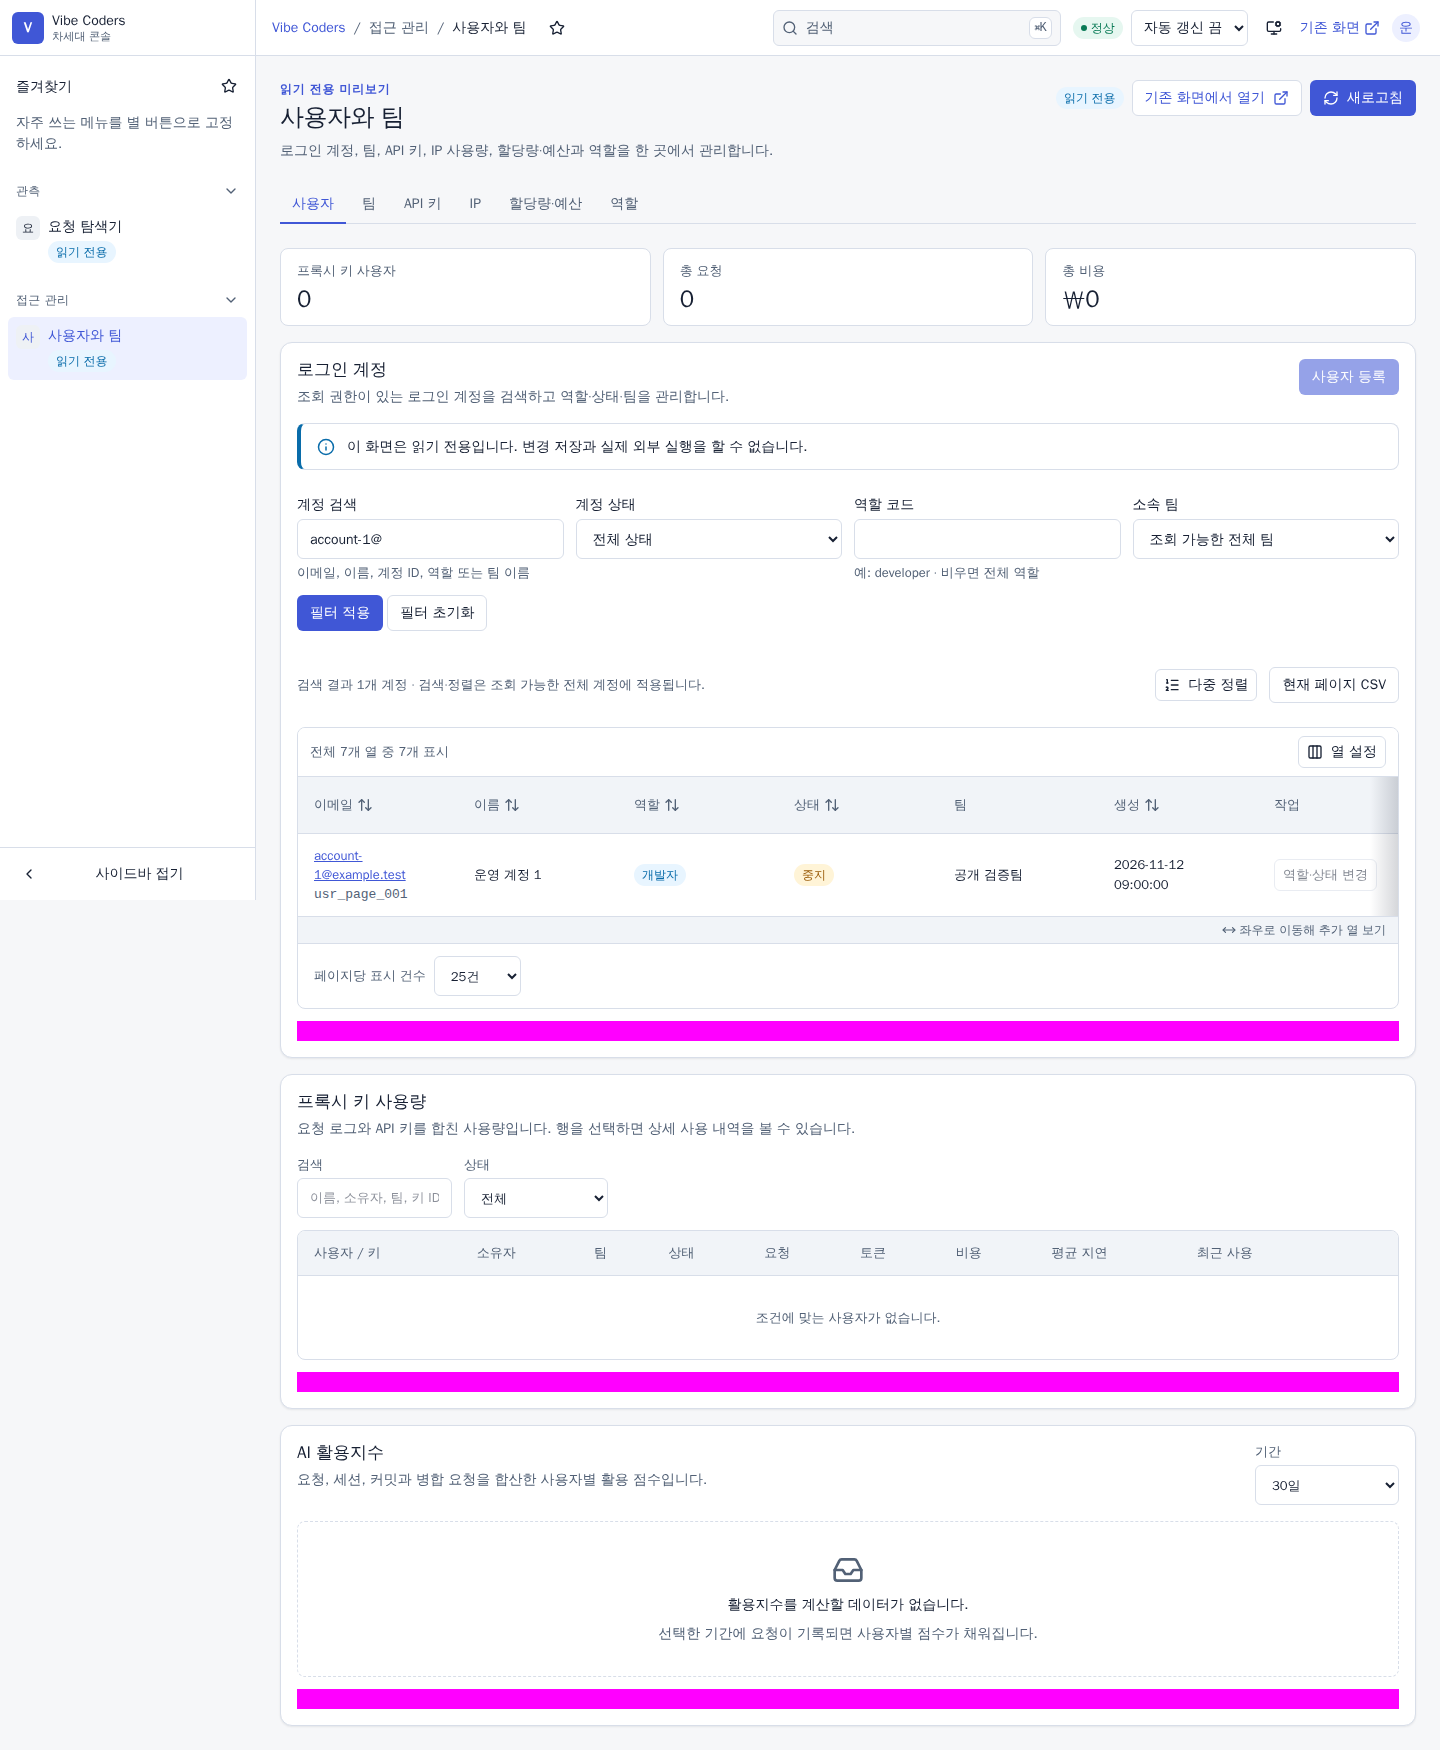 V
Vibe Coders
차세대 콘솔
Vibe Coders / 접근 관리 / 사용자와 팀
검색
⌘K
정상
자동 갱신 끔
기존 화면
운
즐겨찾기
자주 쓰는 메뉴를 별 버튼으로 고정
하세요.
관측
요
요청 탐색기
읽기 전용
접근 관리
사
사용자와 팀
읽기 전용
사이드바 접기
읽기 전용 미리보기
사용자와 팀
로그인 계정, 팀, API 키, IP 사용량, 할당량·예산과 역할을 한 곳에서 관리합니다.
읽기 전용
기존 화면에서 열기
새로고침
사용자
팀
API 키
IP
할당량·예산
역할
프록시 키 사용자
0
총 요청
0
총 비용
₩0
로그인 계정
조회 권한이 있는 로그인 계정을 검색하고 역할·상태·팀을 관리합니다.
사용자 등록
이 화면은 읽기 전용입니다. 변경 저장과 실제 외부 실행을 할 수 없습니다.
계정 검색
계정 상태
역할 코드
소속 팀
account-1@
전체 상태
조회 가능한 전체 팀
이메일, 이름, 계정 ID, 역할 또는 팀 이름
예: developer · 비우면 전체 역할
필터 적용
필터 초기화
검색 결과 1개 계정 · 검색·정렬은 조회 가능한 전체 계정에 적용됩니다.
다중 정렬
현재 페이지 CSV
전체 7개 열 중 7개 표시
열 설정
이메일
이름
역할
상태
팀
생성
작업
account-
1@example.test
usr_page_001
운영 계정 1
개발자
중지
공개 검증팀
2026-11-12
09:00:00
역할·상태 변경
좌우로 이동해 추가 열 보기
페이지당 표시 건수
25건
프록시 키 사용량
요청 로그와 API 키를 합친 사용량입니다. 행을 선택하면 상세 사용 내역을 볼 수 있습니다.
검색
상태
이름, 소유자, 팀, 키 ID
전체
사용자 / 키
소유자
팀
상태
요청
토큰
비용
평균 지연
최근 사용
조건에 맞는 사용자가 없습니다.
AI 활용지수
요청, 세션, 커밋과 병합 요청을 합산한 사용자별 활용 점수입니다.
기간
30일
활용지수를 계산할 데이터가 없습니다.
선택한 기간에 요청이 기록되면 사용자별 점수가 채워집니다.